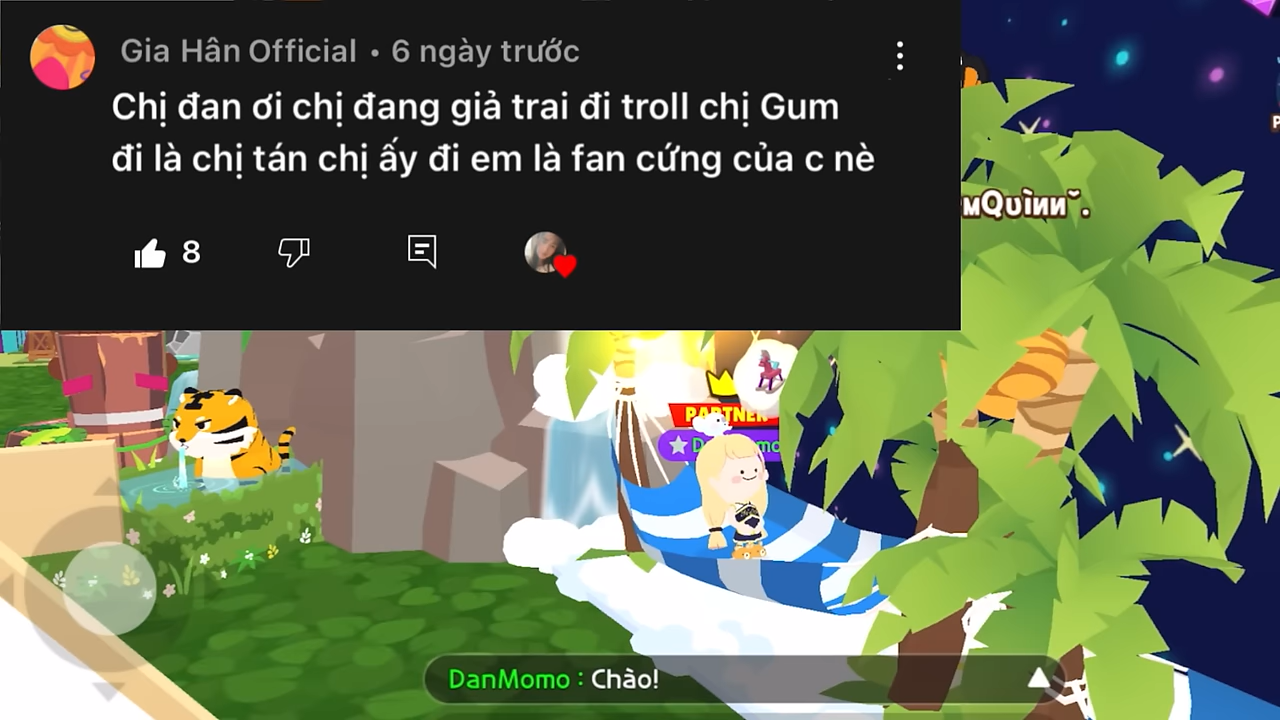 Gia Hân Official • 6 ngày trước
Chị đan ơi chị đang giả trai đi troll chị Gum
đi là chị tán chị ấy đi em là fan cứng của c nè
8
PARTNER
DanMomo : Chào!